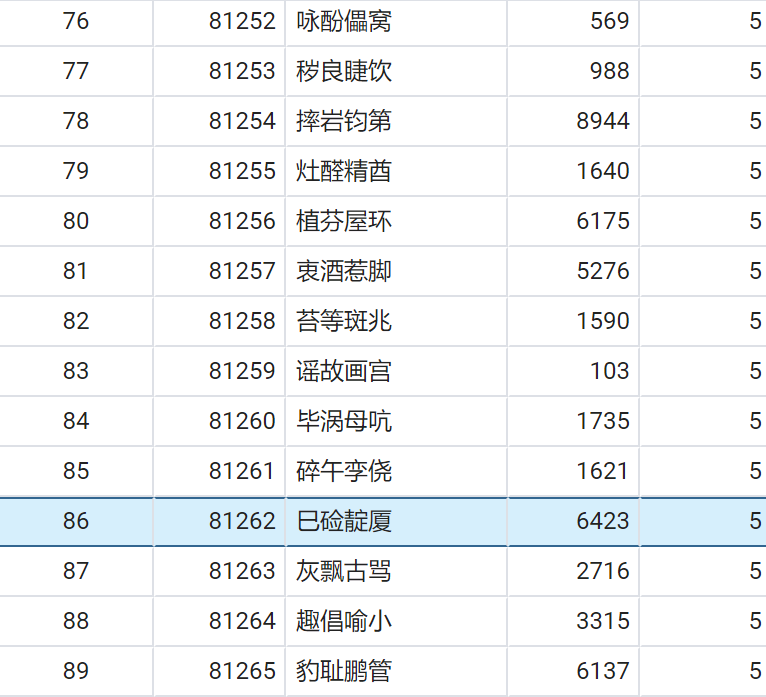 76 81252 咏酚儡窝 569 5
77 81253 秽良睫饮 988 5
78 81254 摔岩钧第 8944 5
79 81255 灶醛精酋 1640 5
80 81256 植芬屋环 6175 5
81 81257 衷酒惹脚 5276 5
82 81258 苔等斑兆 1590 5
83 81259 谣故画宫 103 5
84 81260 毕涡母吭 1735 5
85 81261 碎午孪侥 1621 5
86 81262 巳硷靛厦 6423 5
87 81263 灰飘古骂 2716 5
88 81264 趣倡喻小 3315 5
89 81265 豹耻鹏管 6137 5